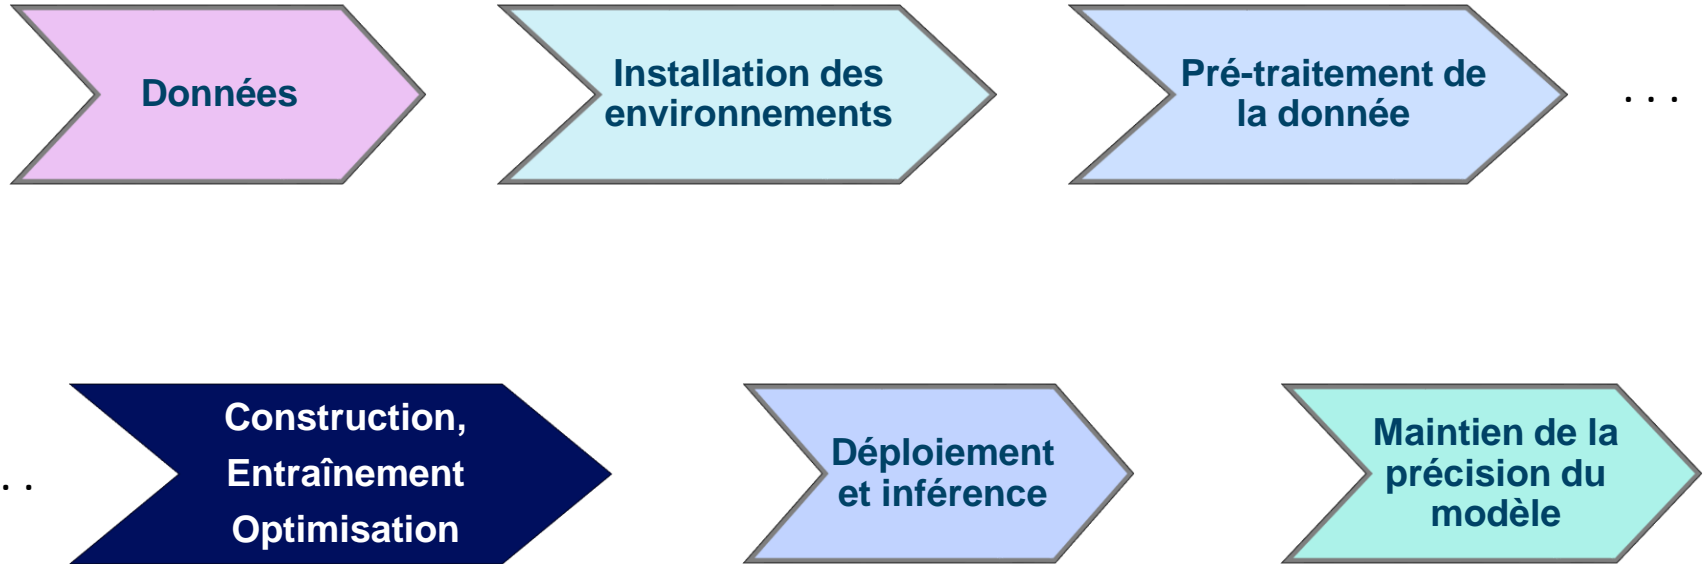 Données
Installation des
environnements
Pré-traitement de
la donnée
. . .
. .
Construction,
Entraînement
Optimisation
Déploiement
et inférence
Maintien de la
précision du
modèle